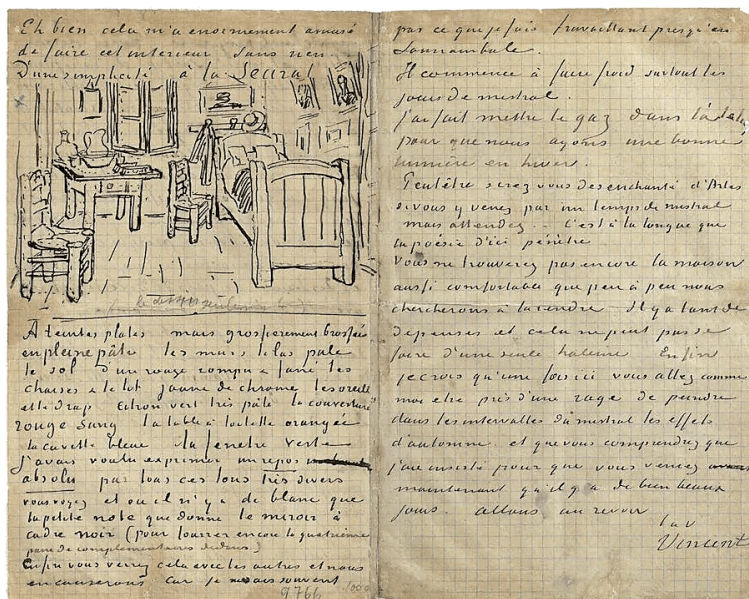 Eh bien cela m'a enormement amusé
de faire cet interieur sans rien.
D'une simplicité à la Seurat
A teintes plates mais grossierement brossées
en pleine pâte les murs lilas pale
le sol d'un rouge rompu & fané les
chaises & le lit jaune de chrome les oreillers
et le drap citron vert très pâle la couverture
rouge sang la table à toilette orangée
la cuvette bleue la fenetre verte
J'avais voulu exprimer un repos
absolu par tous ces tons très divers
vous voyez et où il n'y a de blanc que
la petite note que donne le miroir à
cadre noir (pour fourrer encore la quatrième
paire de complementaires dedans.)
Enfin vous verrez cela avec les autres et nous
en causerons car je ne sais souvent
9766
pas ce que je fais travaillant presqu'en
somnambule.
Il commence à faire froid surtout les
jours de mistral.
J'ai fait mettre le gaz dans
pour que nous ayons une bonne
lumière en hiver.
Peutêtre serez vous desenchanté d'Arles
si vous y venez par un temps de mistral
mais attendez... C'est à la longue que
la poésie d'ici pénètre
Vous ne trouverez pas encore la maison
aussi comfortable que peu à peu nous
chercherons à la rendre. Il y a tant de
depenses et cela ne peut pas se
faire d'une seule haleine Enfin
je crois qu'une fois ici vous allez comme
moi etre pris d'une rage de peindre
dans les intervalles du mistral les effets
d'automne. et que vous comprendrez que
j'aie insisté pour que vous veniez
maintenant qu'il y a de bien beaux
jours. allons au revoir
t. à v.
Vincent